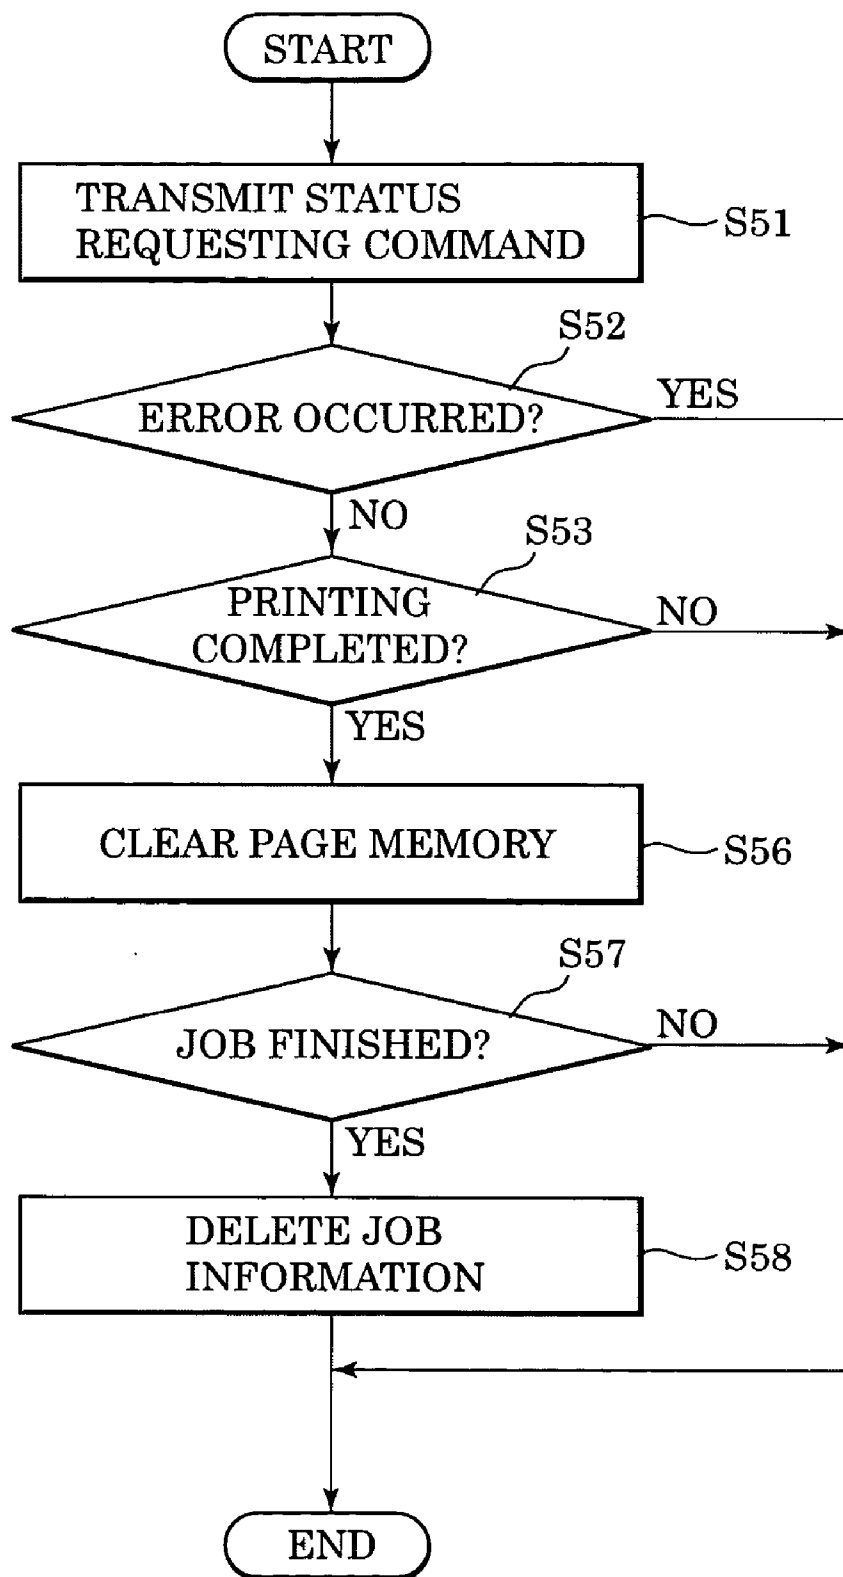 START
TRANSMIT STATUS
REQUESTING COMMAND
S51
S52
ERROR OCCURRED?
YES
NO
S53
PRINTING
COMPLETED?
NO
YES
CLEAR PAGE MEMORY
S56
S57
JOB FINISHED?
NO
YES
DELETE JOB
INFORMATION
S58
END